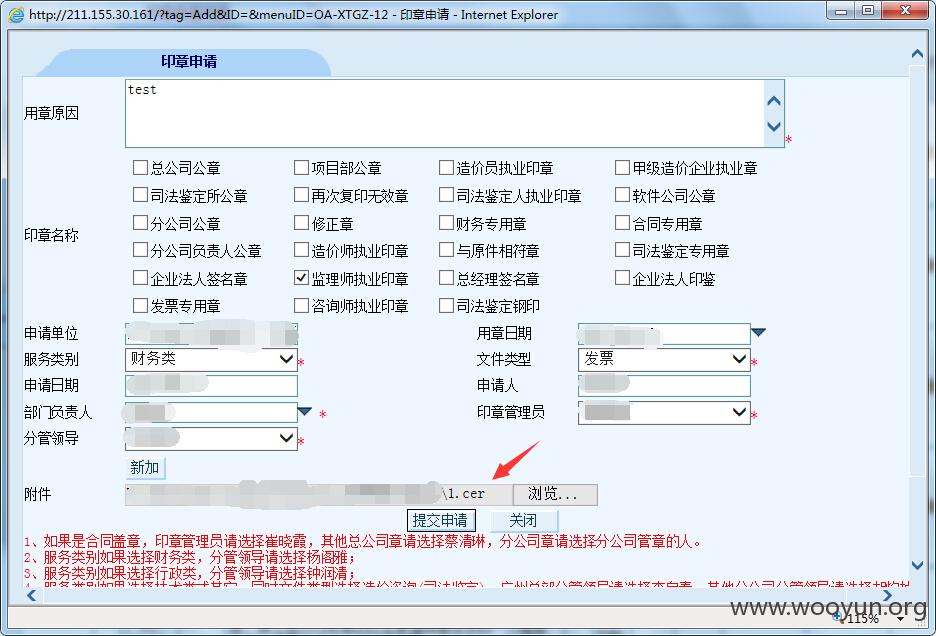 http://211.155.30.161/?tag=Add&ID=&menuID=OA-XTGZ-12 - 印章申请 - Internet Explorer
印章申请
用章原因
test
*
印章名称
总公司公章 项目部公章 造价员执业印章 甲级造价企业执业章
司法鉴定所公章 再次复印无效章 司法鉴定人执业印章 软件公司公章
分公司公章 修正章 财务专用章 合同专用章
分公司负责人公章 造价师执业印章 与原件相符章 司法鉴定专用章
企业法人签名章 监理师执业印章 总经理签名章 企业法人印鉴
发票专用章 咨询师执业印章 司法鉴定钢印
申请单位 用章日期
服务类别 财务类 * 文件类型 发票 *
申请日期 申请人
部门负责人 * 印章管理员 *
分管领导 *
新加
附件 \1.cer 浏览...
提交申请 关闭
1、如果是合同盖章，印章管理员请选择崔晓霞，其他总公司章请选择蔡清琳，分公司章请选择分公司管章的人。
2、服务类别如果选择财务类，分管领导请选择杨阁雅；
3、服务类别如果选择行政类，分管领导请选择钟润清；
www.wooyun.org
115%